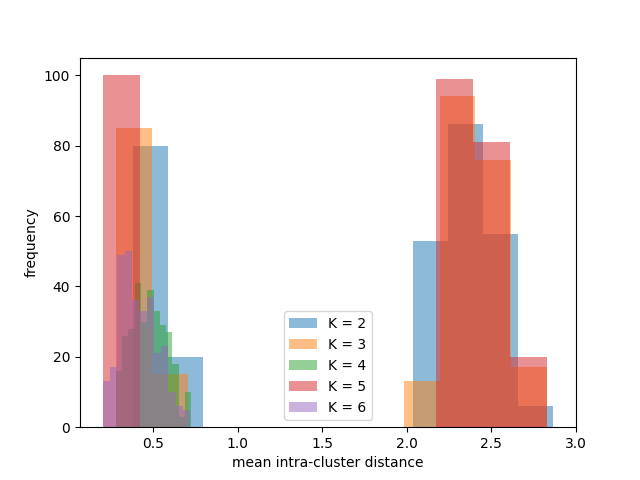 100
80
60
40
20
0
frequency
K = 2
K = 3
K = 4
K = 5
K = 6
0.5
1.0
1.5
2.0
2.5
3.0
mean intra-cluster distance